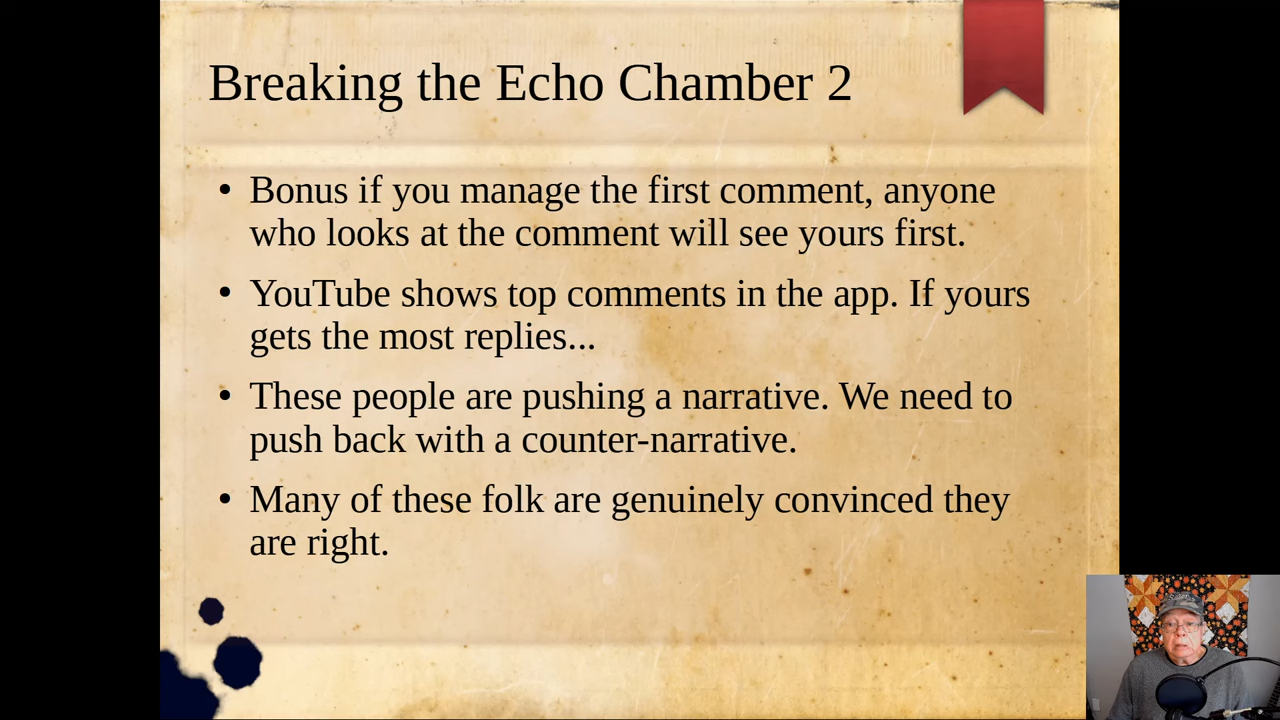 Breaking the Echo Chamber 2
• Bonus if you manage the first comment, anyone
who looks at the comment will see yours first.
• YouTube shows top comments in the app. If yours
gets the most replies...
• These people are pushing a narrative. We need to
push back with a counter-narrative.
• Many of these folk are genuinely convinced they
are right.